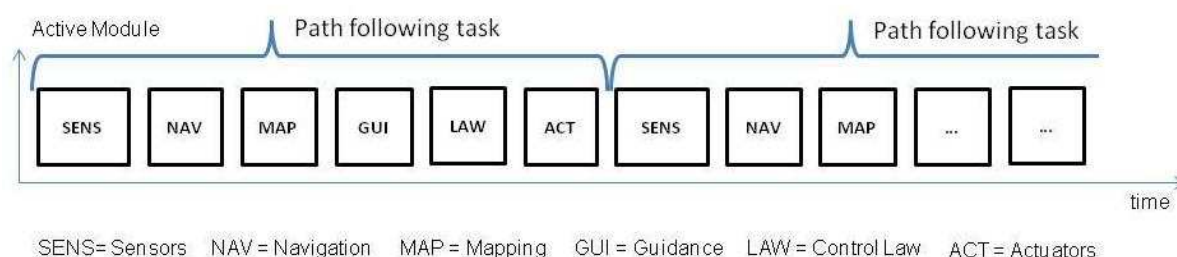 Active Module
Path following task
Path following task
SENS NAV MAP GUI LAW ACT SENS NAV MAP ... ...
time
SENS= Sensors NAV = Navigation MAP = Mapping GUI = Guidance LAW = Control Law ACT = Actuators